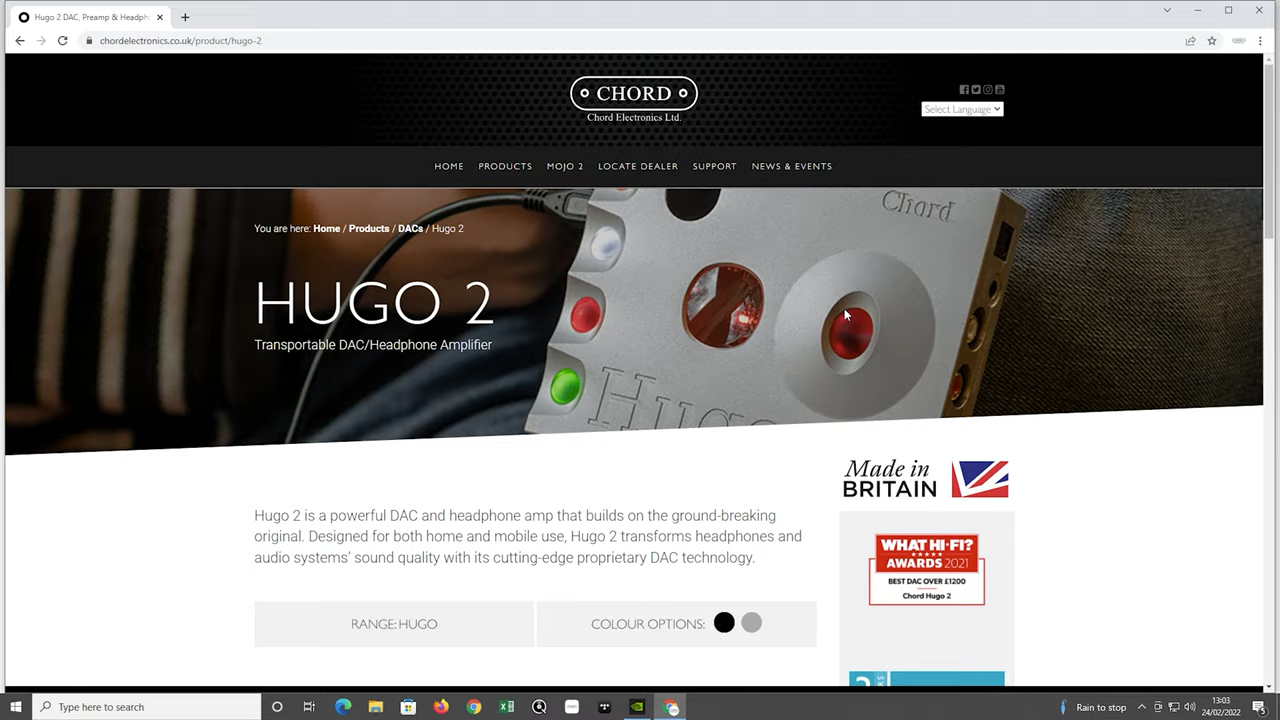 Hugo 2 DAC, Preamp & Headph
chordelectronics.co.uk/product/hugo-2
CHORD
Chord Electronics Ltd.
Select Language
HOME PRODUCTS MOJO 2 LOCATE DEALER SUPPORT NEWS & EVENTS
You are here: Home / Products / DACs / Hugo 2
Chord
HUGO 2
Transportable DAC/Headphone Amplifier
Hugo
Made in
BRITAIN
Hugo 2 is a powerful DAC and headphone amp that builds on the ground-breaking
original. Designed for both home and mobile use, Hugo 2 transforms headphones and
audio systems' sound quality with its cutting-edge proprietary DAC technology.
WHAT HI-FI?
AWARDS 2021
BEST DAC OVER £1200
Chord Hugo 2
RANGE: HUGO
COLOUR OPTIONS:
Type here to search
Rain to stop
13:03
24/02/2022